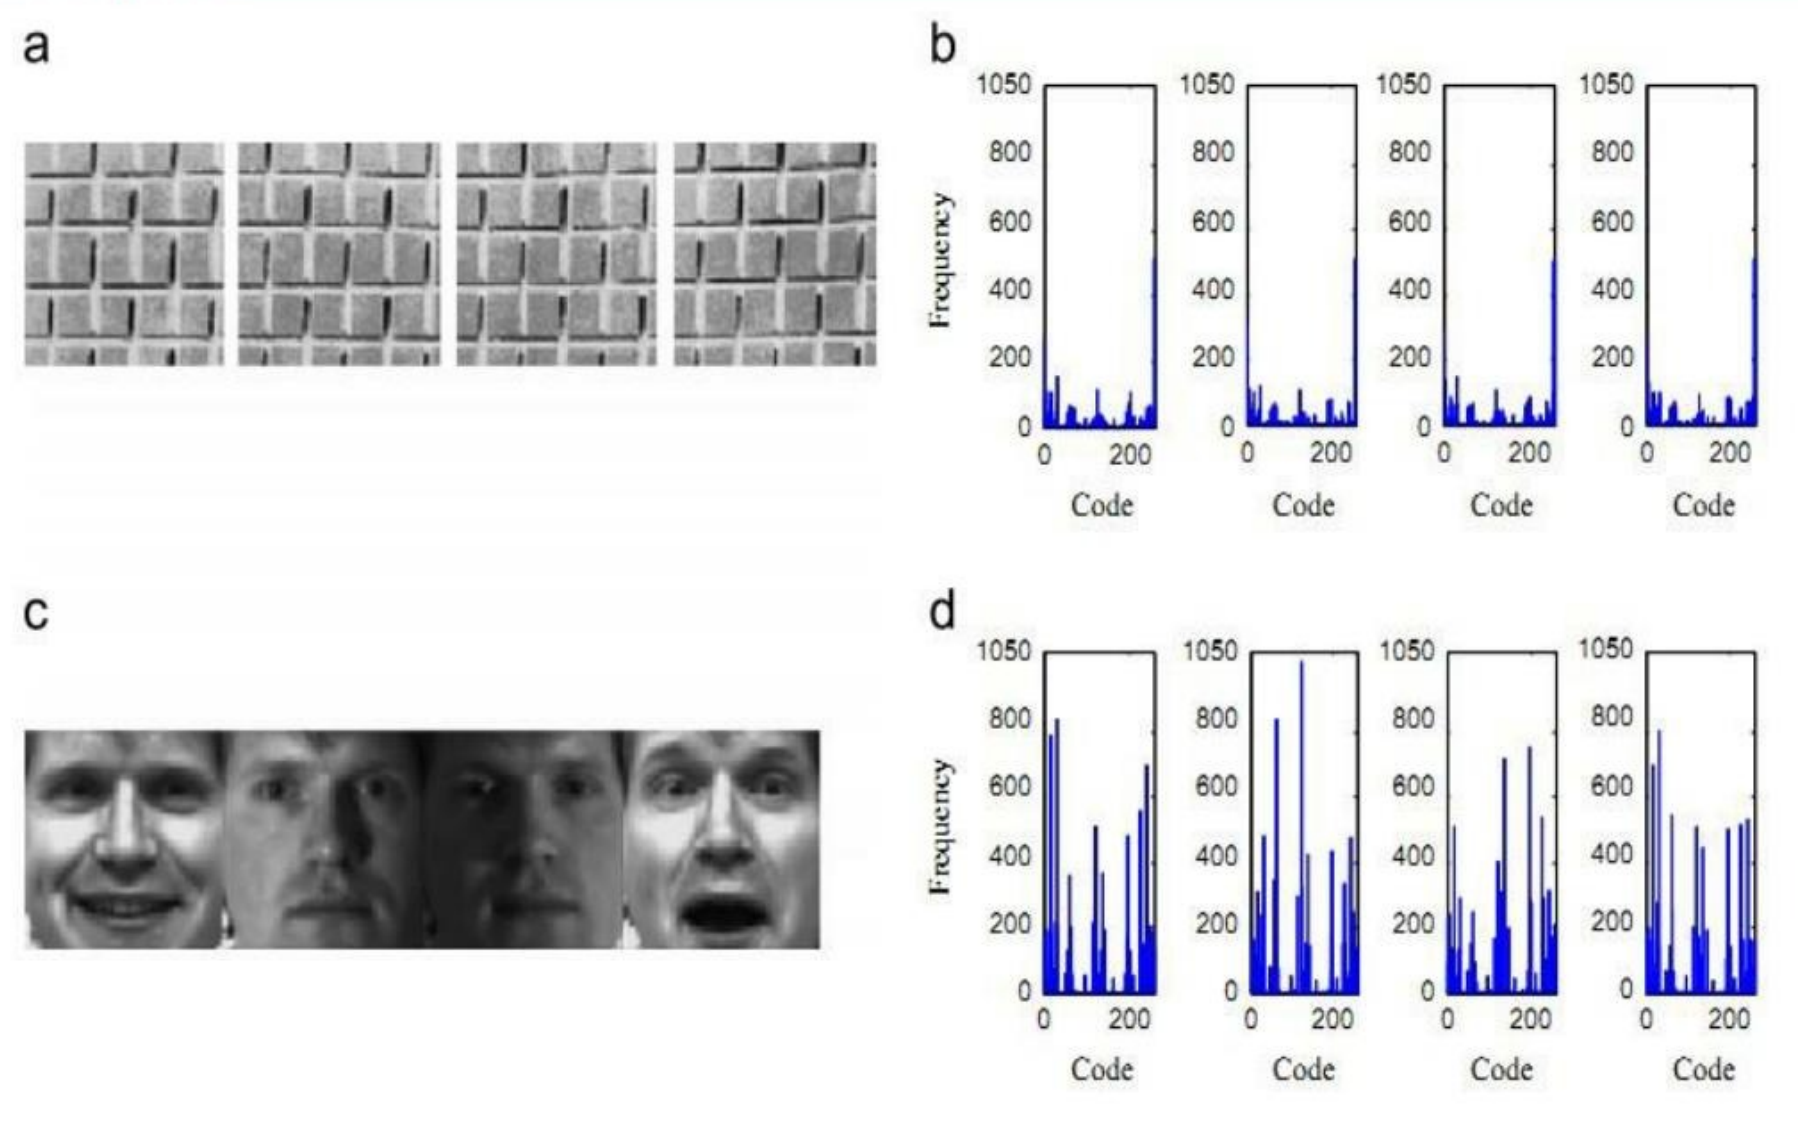 a
b
1050 1050 1050 1050
800 800 800 800
600 600 600 600
400 400 400 400
200 200 200 200
0 0 0 0
0 200 0 200 0 200 0 200
Frequency
Code Code Code Code
c
d
1050 1050 1050 1050
800 800 800 800
600 600 600 600
400 400 400 400
200 200 200 200
0 0 0 0
0 200 0 200 0 200 0 200
Frequency
Code Code Code Code